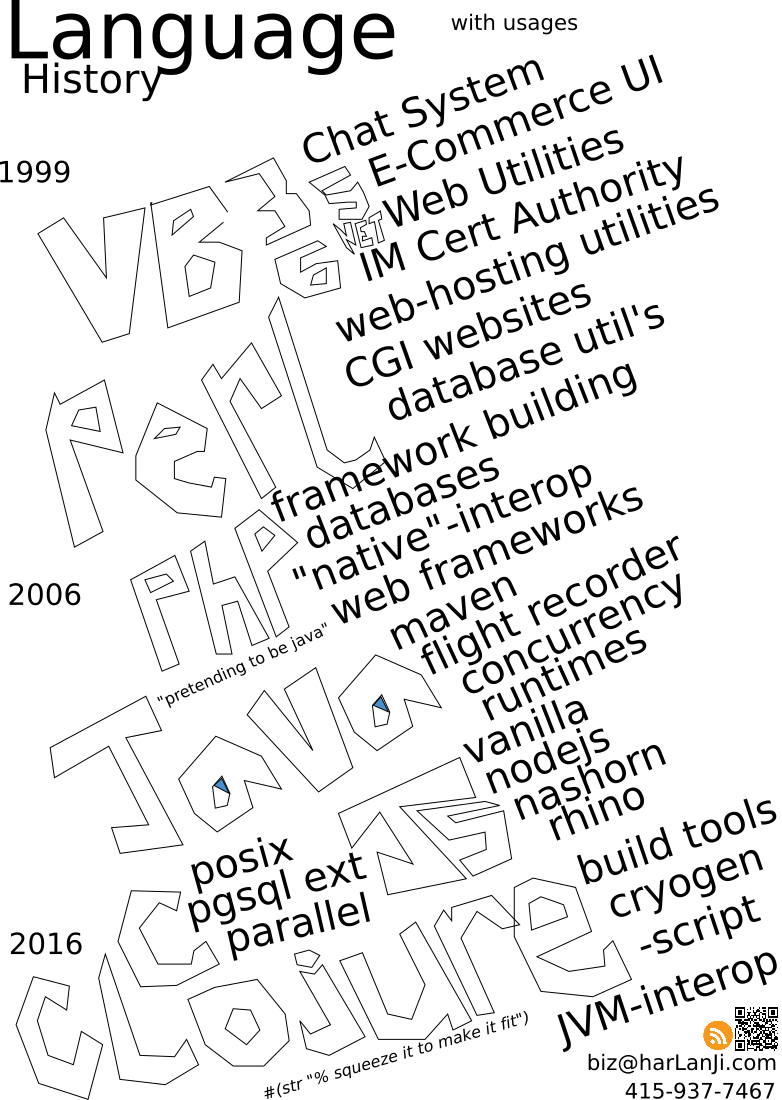 Language
with usages
History
Chat System
E-Commerce UI
1999
VB 3 5 NET 6
Web Utilities
IM Cert Authority
web-hosting utilities
Perl
CGI websites
database util's
framework building
databases
PHP
"native"-interop
web frameworks
2006
"pretending to be java"
maven
flight recorder
concurrency
runtimes
Java
vanilla
nodejs
nashorn
rhino
JS
posix
pgsql ext
parallel
C
build tools
cryogen
-script
JVM-interop
2016
CLojure
#(str "% squeeze it to make it fit")
biz@harLanJi.com
415-937-7467